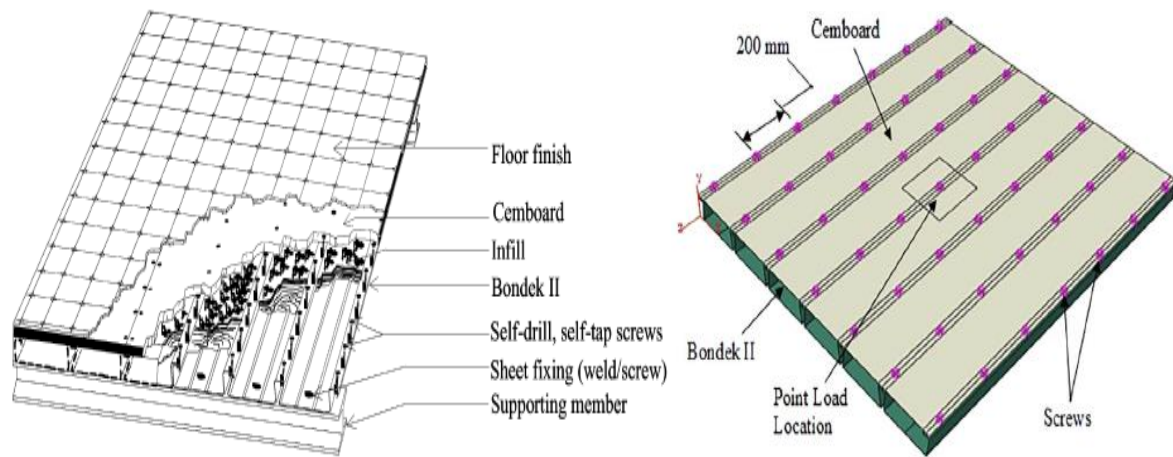 Floor finish
Cemboard
Infill
Bondek II
Self-drill, self-tap screws
Sheet fixing (weld/screw)
Supporting member
200 mm
Cemboard
Bondek II
Point Load
Location
Screws